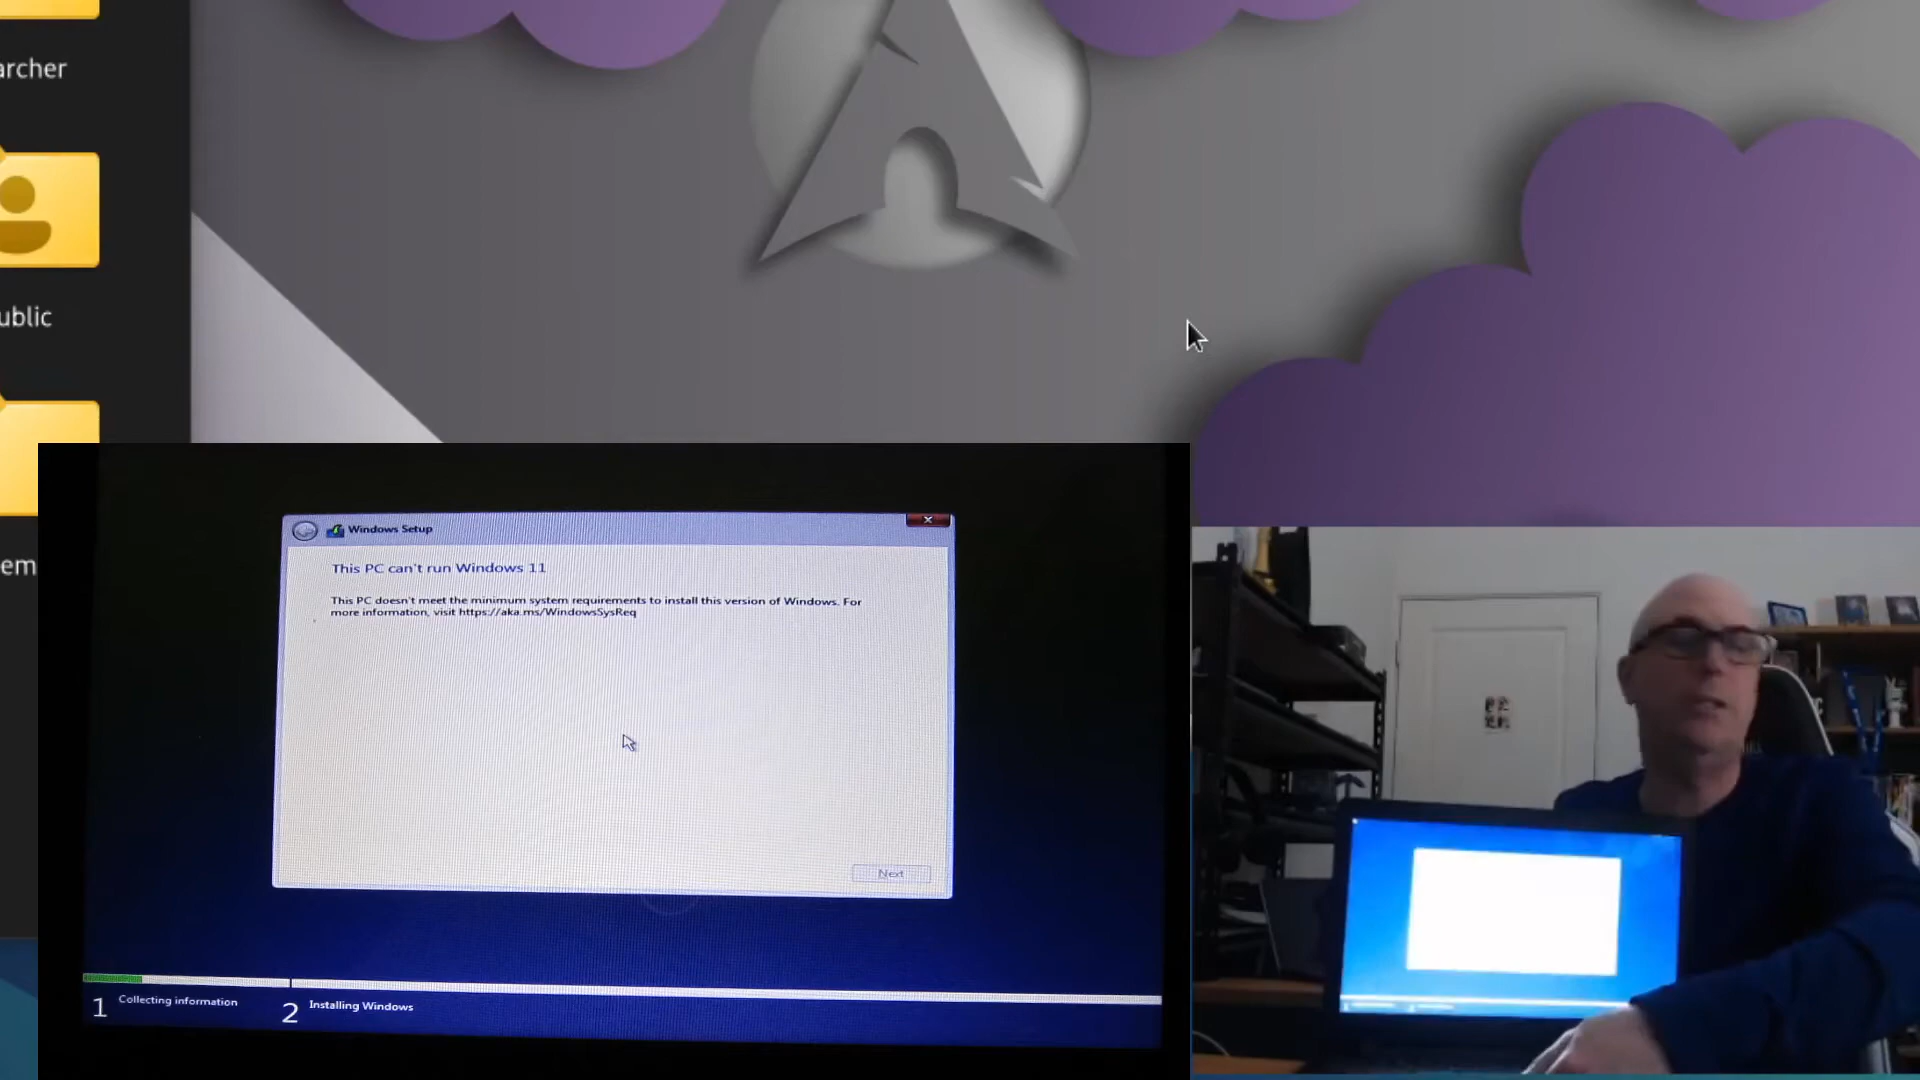 archer
ublic
em
Windows Setup
This PC can't run Windows 11
This PC doesn't meet the minimum system requirements to install this version of Windows. For
more information, visit https://aka.ms/WindowsSysReq
Next
1 Collecting information
2 Installing Windows